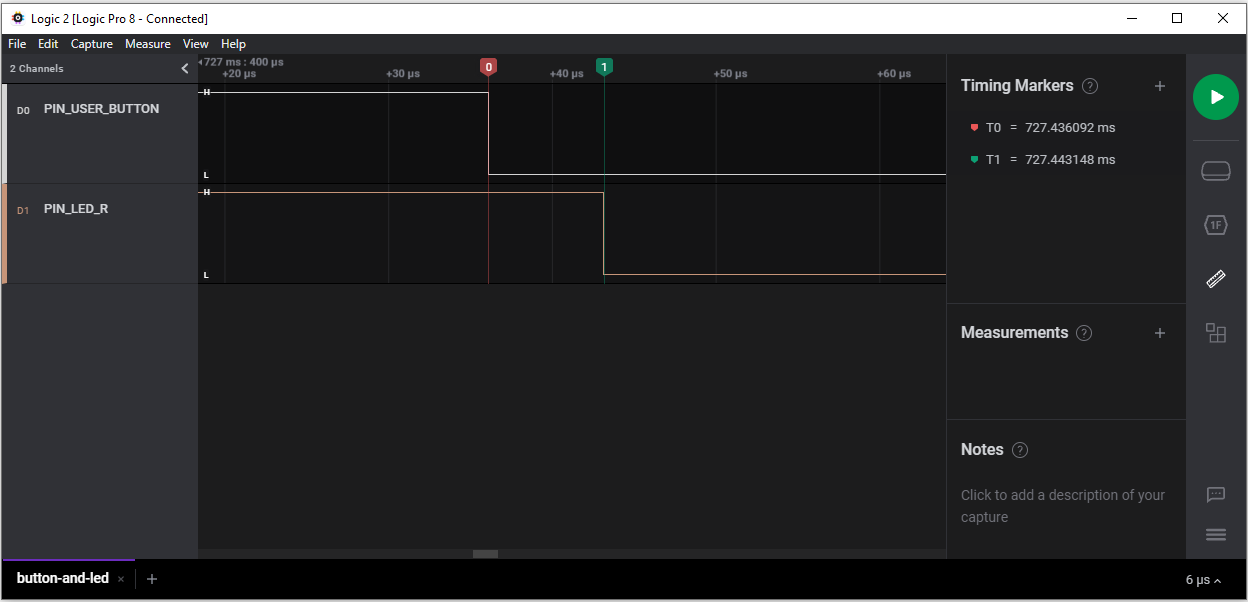 Logic 2 [Logic Pro 8 - Connected]
File Edit Capture Measure View Help
2 Channels
727 ms : 400 µs
+20 µs +30 µs +40 µs +50 µs +60 µs
0 1
D0 PIN_USER_BUTTON
H
L
D1 PIN_LED_R
H
L
Timing Markers ? +
T0 = 727.436092 ms
T1 = 727.443148 ms
1F
Measurements ? +
Notes ?
Click to add a description of your
capture
button-and-led × +
6 µs